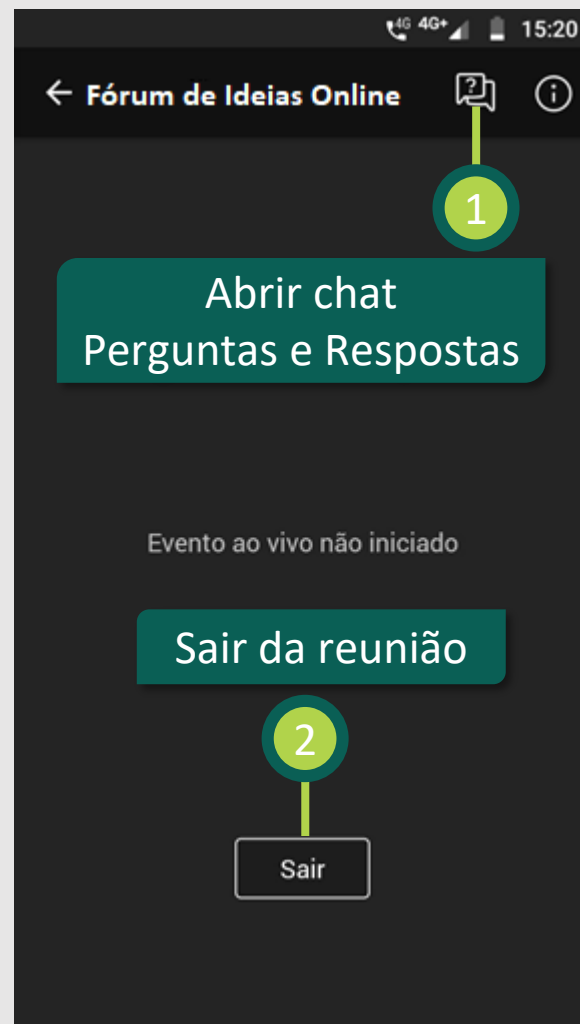 4G 4G+ 15:20
Fórum de Ideias Online
1
Abrir chat
Perguntas e Respostas
Evento ao vivo não iniciado
Sair da reunião
2
Sair